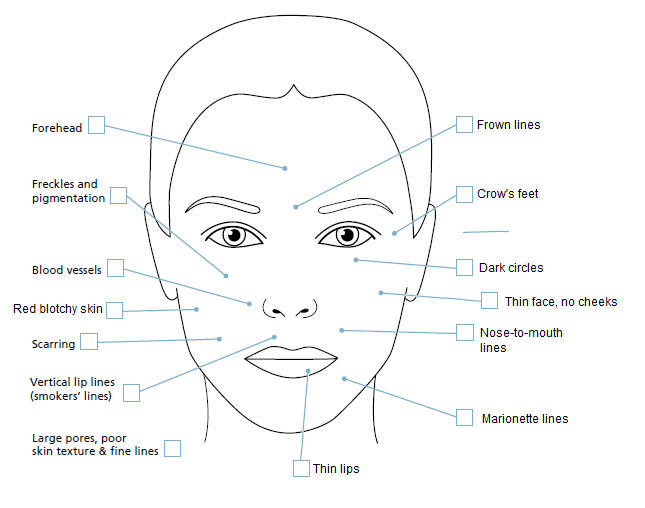 Forehead
Frown lines
Freckles and
pigmentation
Crow's feet
Blood vessels
Dark circles
Red blotchy skin
Thin face, no cheeks
Scarring
Nose-to-mouth
lines
Vertical lip lines
(smokers' lines)
Marionette lines
Large pores, poor
skin texture & fine lines
Thin lips